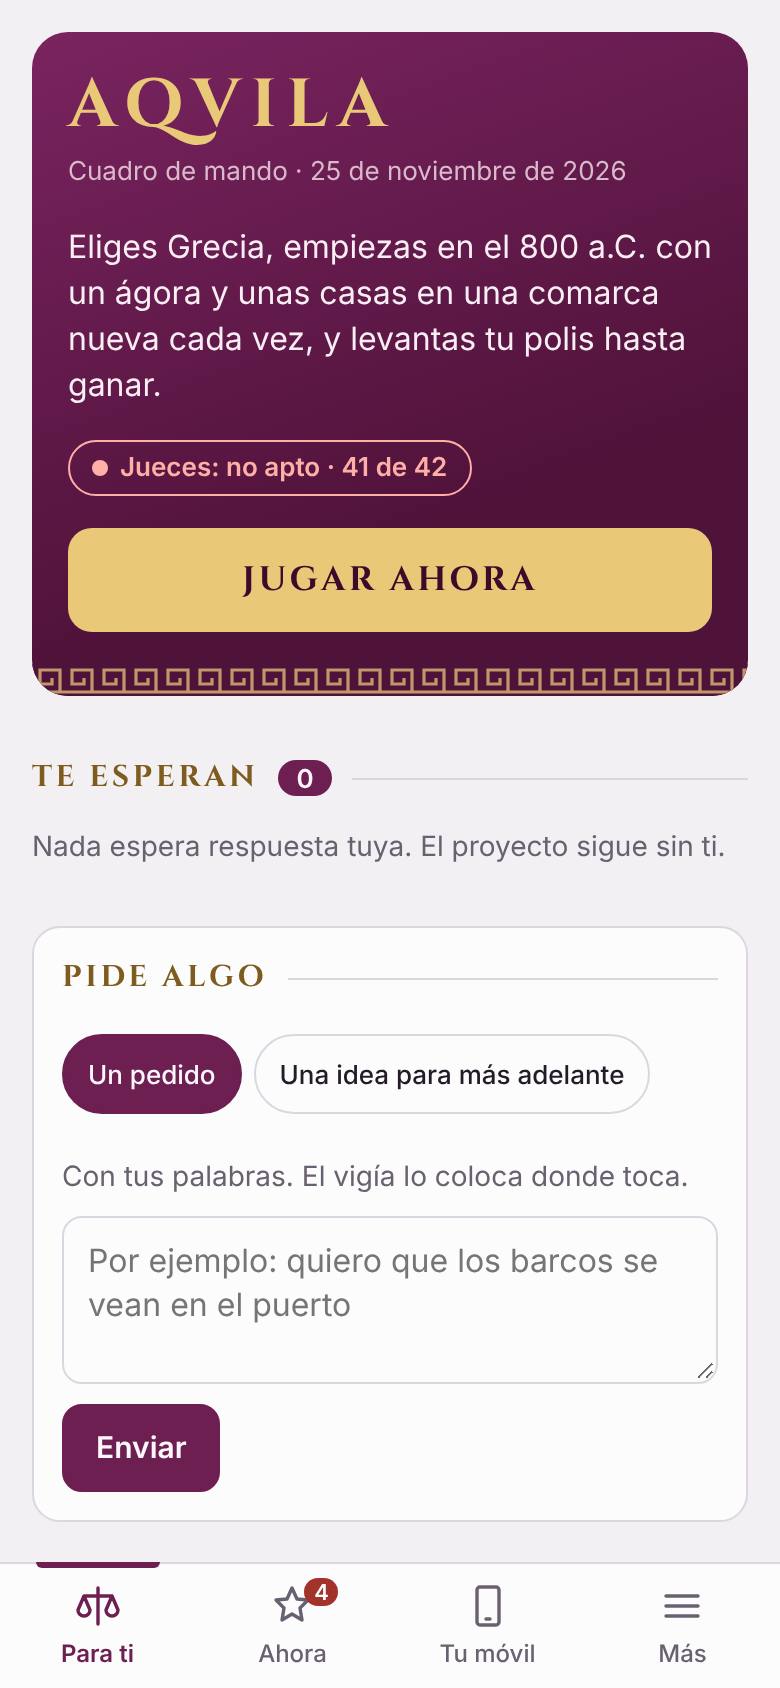 AQVILA
Cuadro de mando · 25 de noviembre de 2026
Eliges Grecia, empiezas en el 800 a.C. con
un ágora y unas casas en una comarca
nueva cada vez, y levantas tu polis hasta
ganar.
Jueces: no apto · 41 de 42
JUGAR AHORA
TE ESPERAN 0
Nada espera respuesta tuya. El proyecto sigue sin ti.
PIDE ALGO
Un pedido Una idea para más adelante
Con tus palabras. El vigía lo coloca donde toca.
Por ejemplo: quiero que los barcos se
vean en el puerto
Enviar
4
Para ti Ahora Tu móvil Más